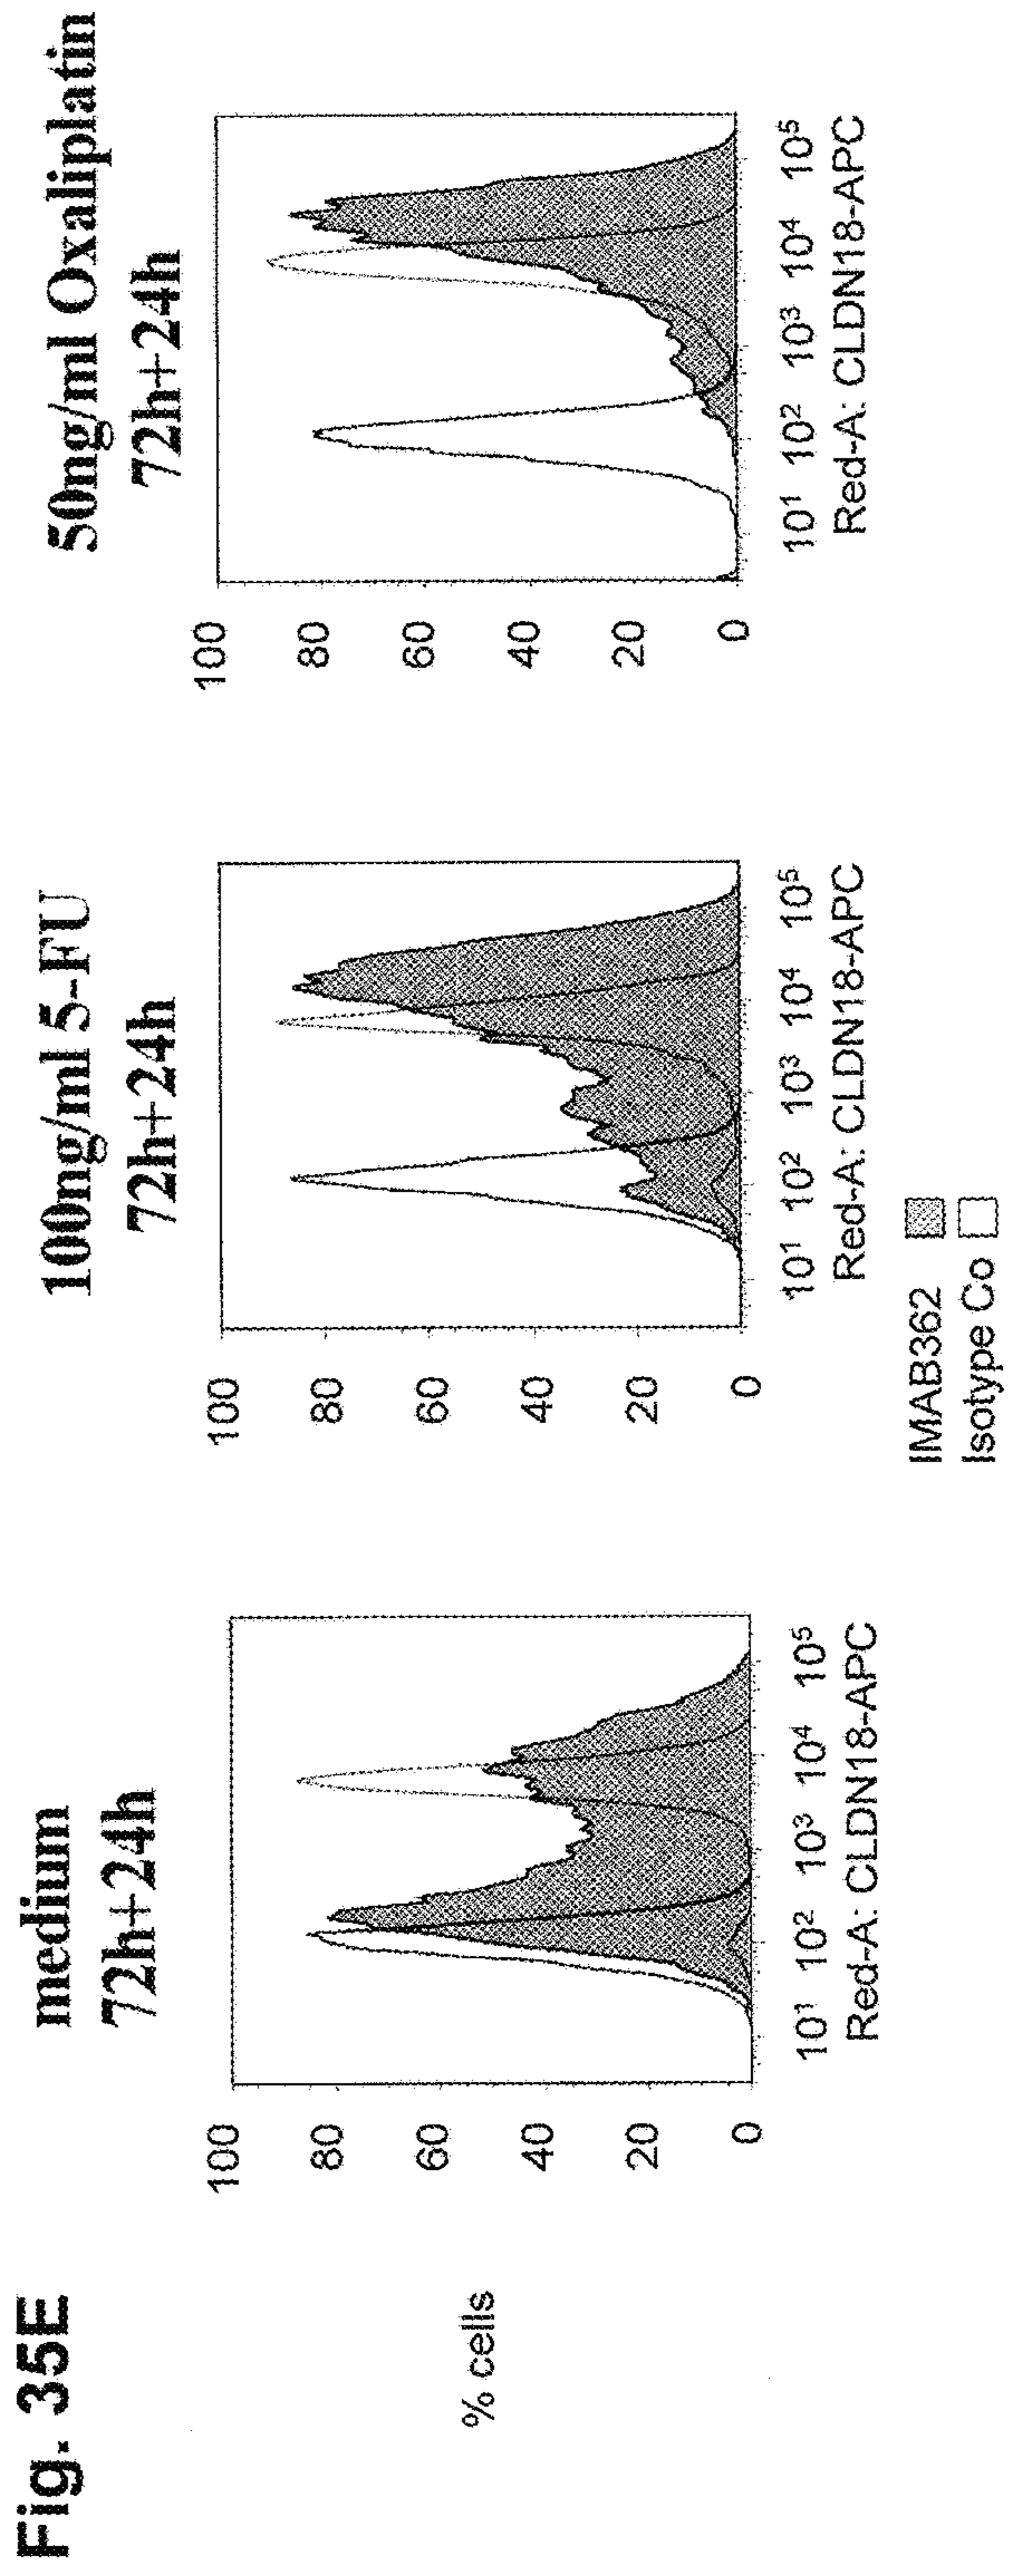 Fig. 35E
medium
72h+24h
% cells
100
80
60
40
20
0
10¹ 10² 10³ 10⁴ 10⁵
Red-A: CLDN18-APC
100ng/ml 5-FU
72h+24h
100
80
60
40
20
0
10¹ 10² 10³ 10⁴ 10⁵
Red-A: CLDN18-APC
50ng/ml Oxaliplatin
72h+24h
100
80
60
40
20
0
10¹ 10² 10³ 10⁴ 10⁵
Red-A: CLDN18-APC
IMAB362
Isotype Co